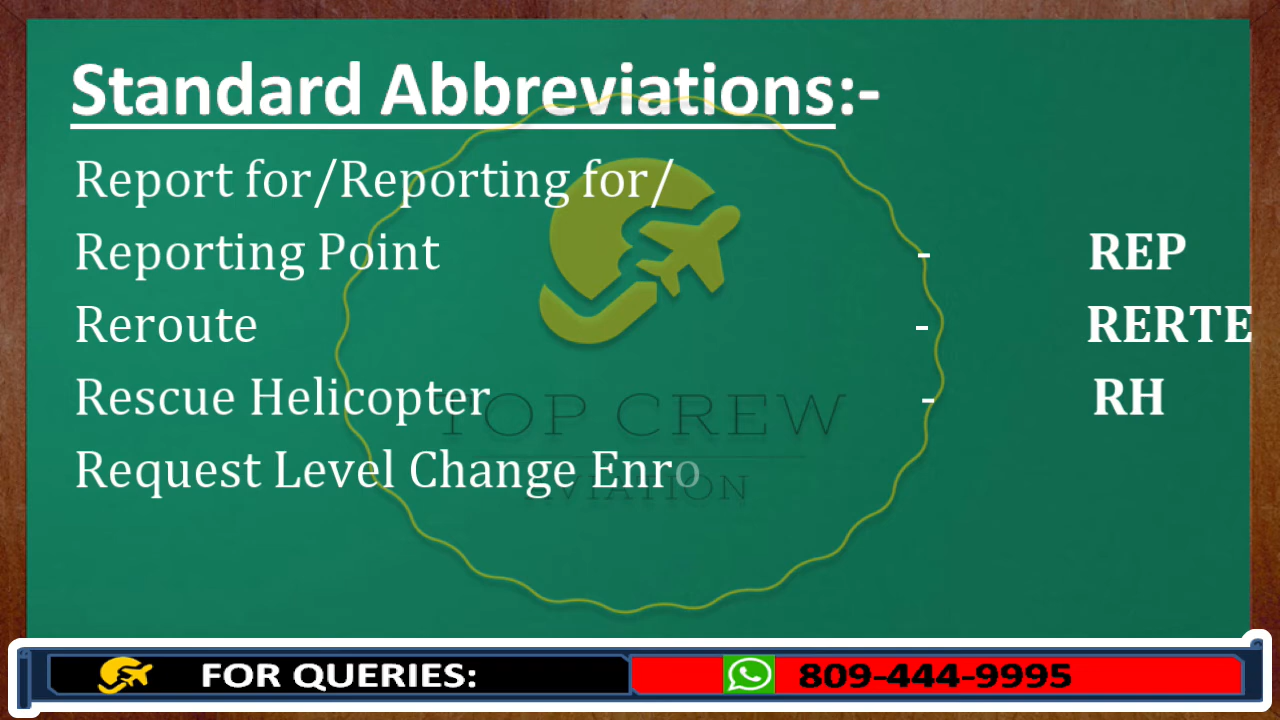 Standard Abbreviations:-
Report for/Reporting for/
Reporting Point - REP
Reroute - RERTE
Rescue Helicopter - RH
Request Level Change Enro
TOP CREW
AVIATION
FOR QUERIES: 809-444-9995